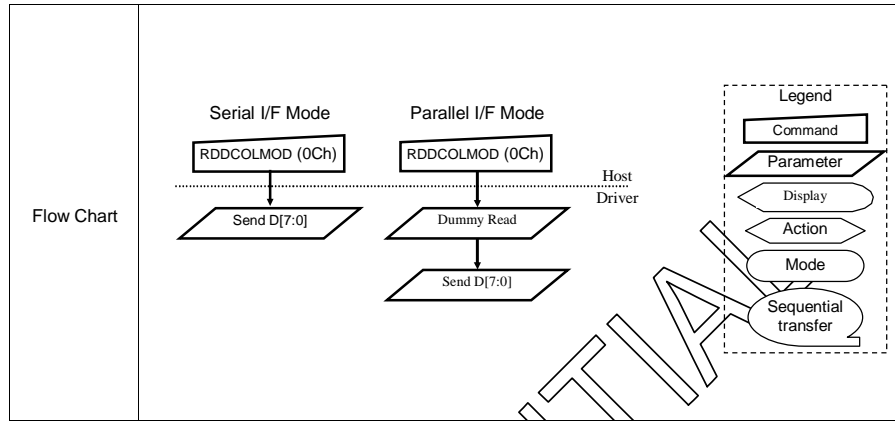 Flow Chart
Serial I/F Mode
RDDCOLMOD (0Ch)
Send D[7:0]
Parallel I/F Mode
RDDCOLMOD (0Ch)
Dummy Read
Send D[7:0]
Host
Driver
Legend
Command
Parameter
Display
Action
Mode
Sequential
transfer